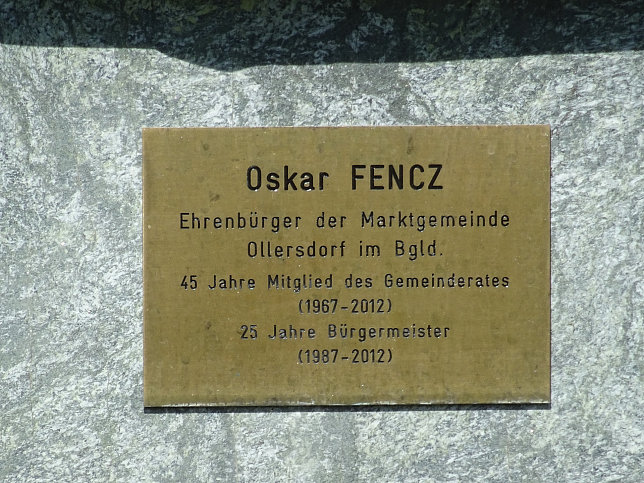 Oskar FENCZ
Ehrenbürger der Marktgemeinde
Ollersdorf im Bgld.
45 Jahre Mitglied des Gemeinderates
(1967-2012)
25 Jahre Bürgermeister
(1987-2012)